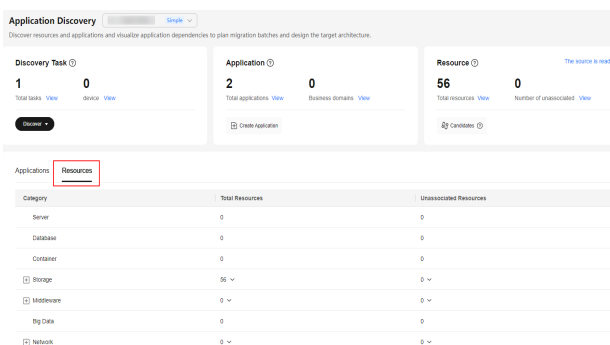 Application Discovery Simple
Discover resources and applications and visualize application dependencies to plan migration batches and design the target architecture.
Discovery Task
Application
Resource The source is read
1 0
2 0
56 0
Total tasks View device View
Total applications View Business domains View
Total resources View Number of unassociated View
Discover
Create Application
Candidates
Applications Resources
Category Total Resources Unassociated Resources
Server 0 0
Database 0 0
Container 0 0
Storage 36 0
Middleware 0 0
Big Data 0 0
Network 0 0